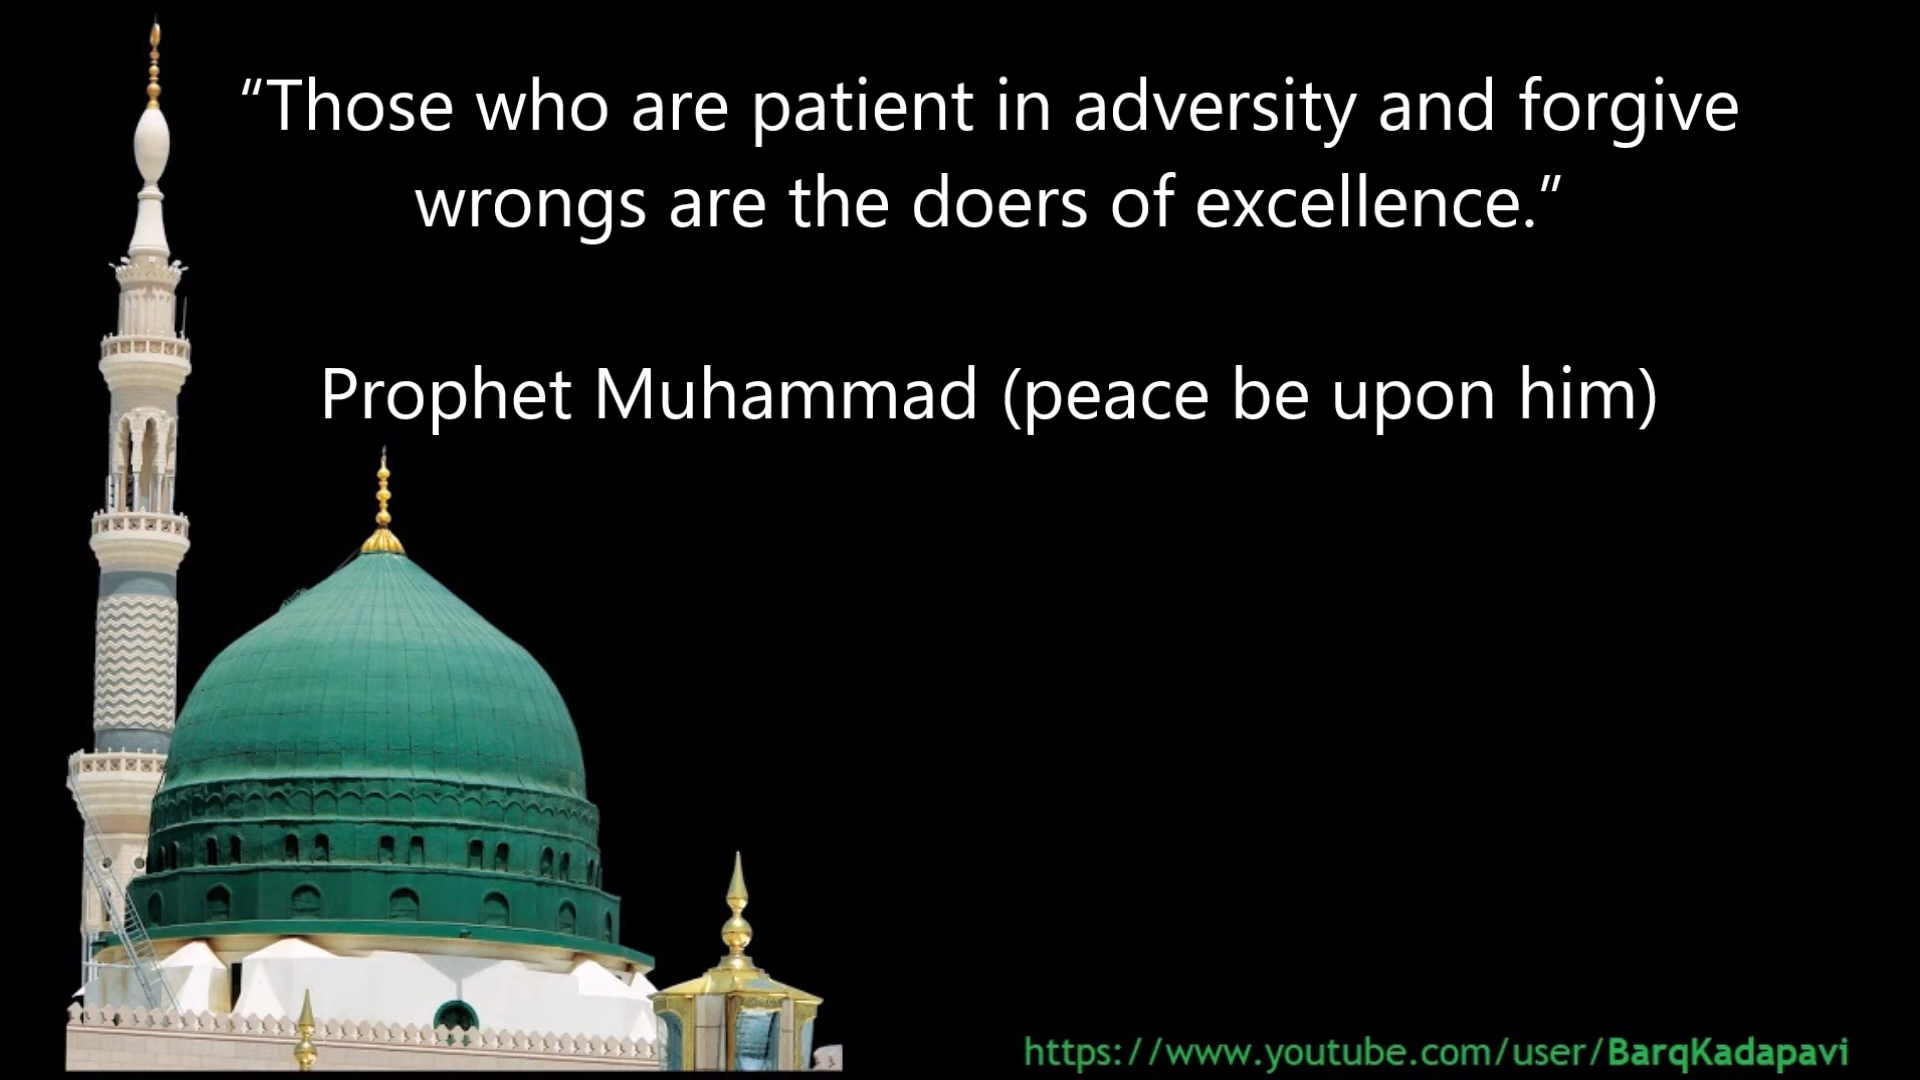 “Those who are patient in adversity and forgive
wrongs are the doers of excellence.”
Prophet Muhammad (peace be upon him)
https://www.youtube.com/user/BarqKadapavi